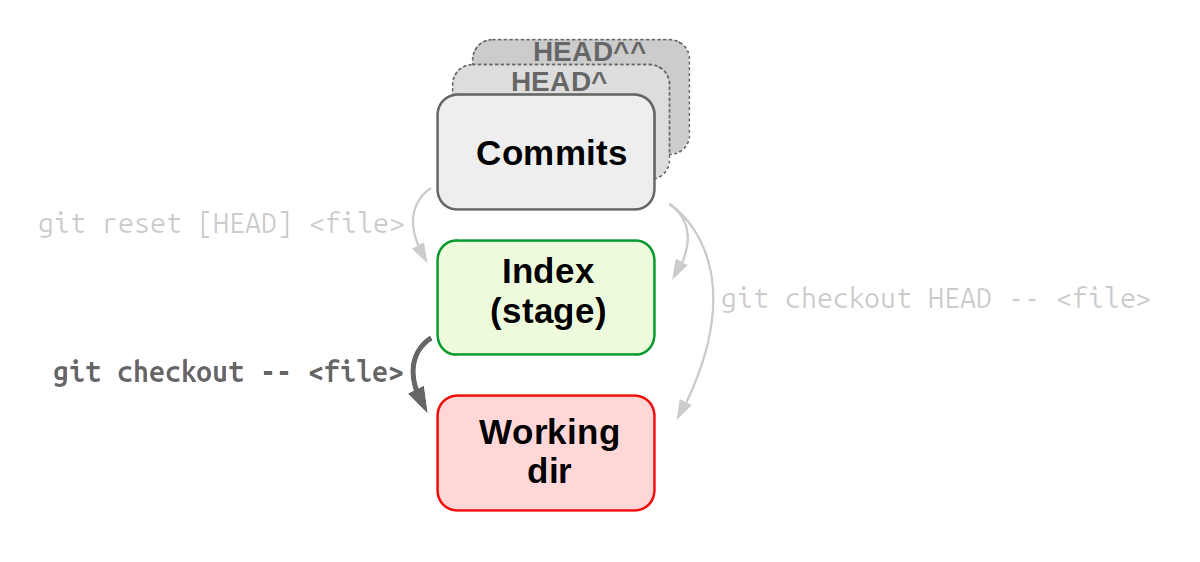 HEAD^^
HEAD^
Commits
git reset [HEAD] <file>
Index
(stage)
git checkout HEAD -- <file>
git checkout -- <file>
Working
dir